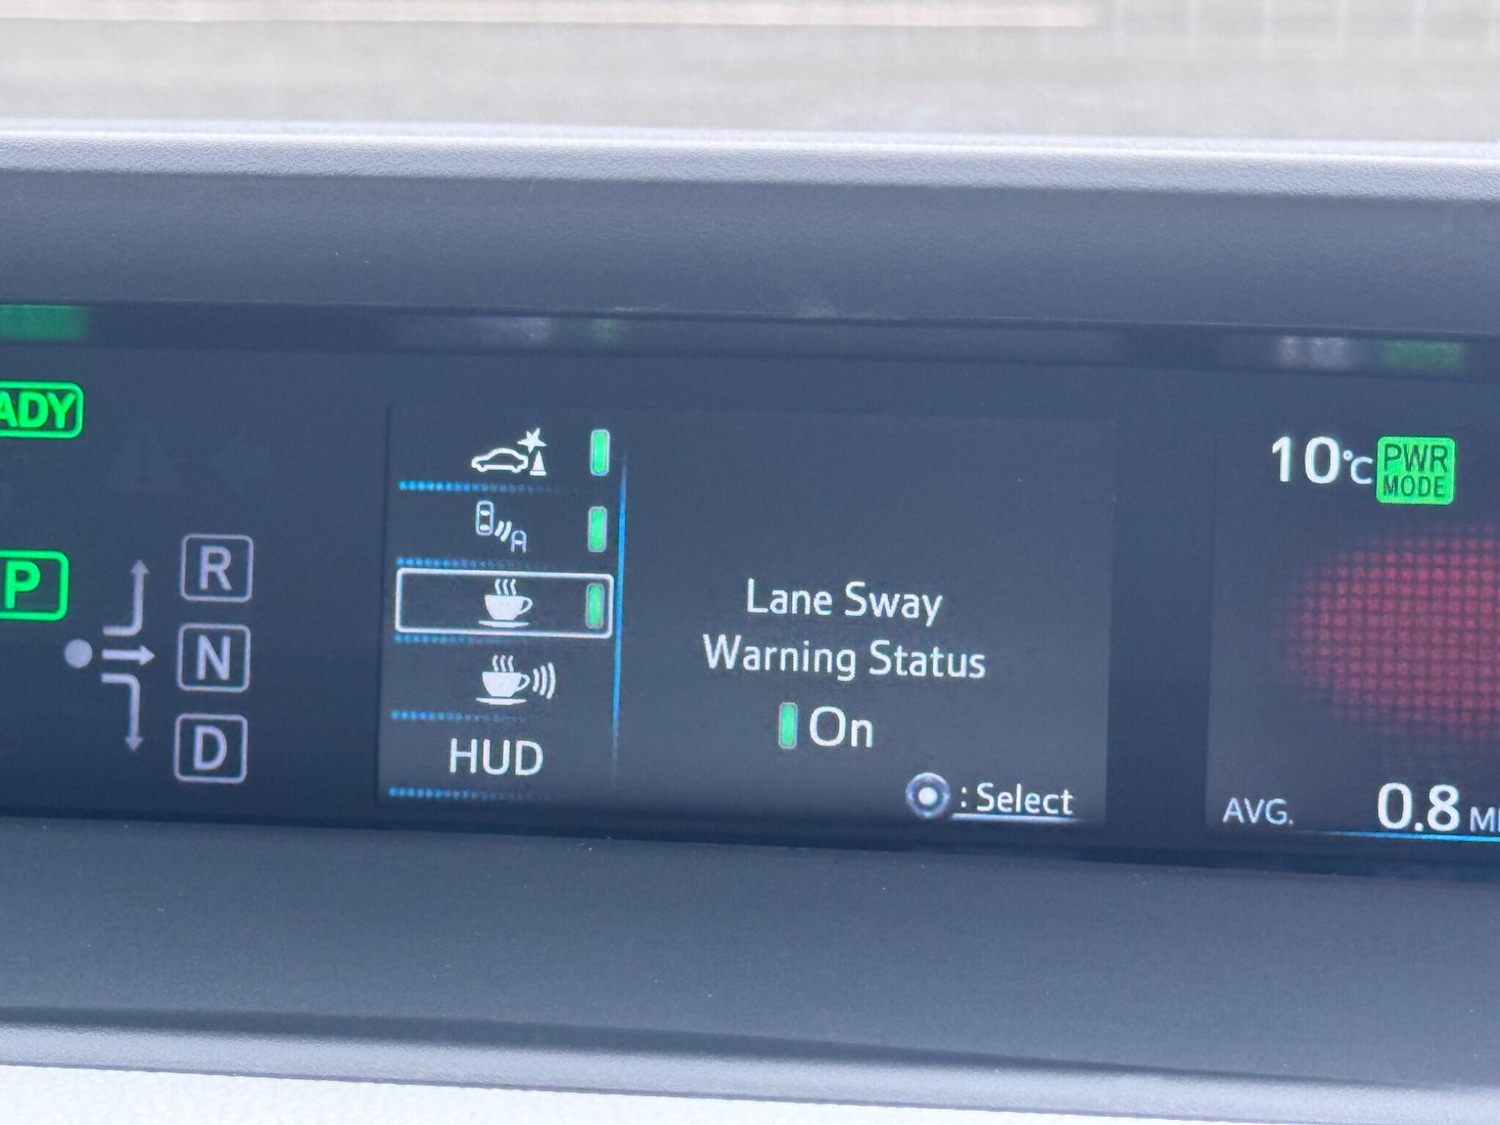 ADY
P
R
N
D
HUD
Lane Sway
Warning Status
On
: Select
10°C
PWR
MODE
AVG. 0.8